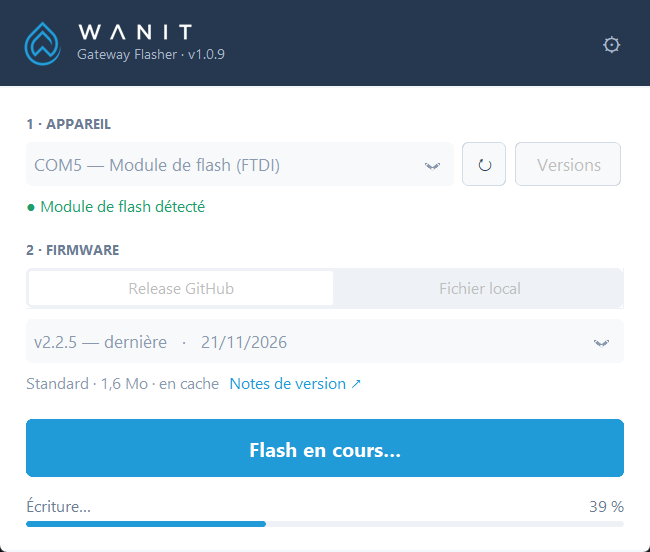 WANIT
Gateway Flasher · v1.0.9
1 · APPAREIL
COM5 — Module de flash (FTDI)
Versions
● Module de flash détecté
2 · FIRMWARE
Release GitHub
Fichier local
v2.2.5 — dernière · 21/11/2026
Standard · 1,6 Mo · en cache Notes de version ↗
Flash en cours...
Écriture... 39 %